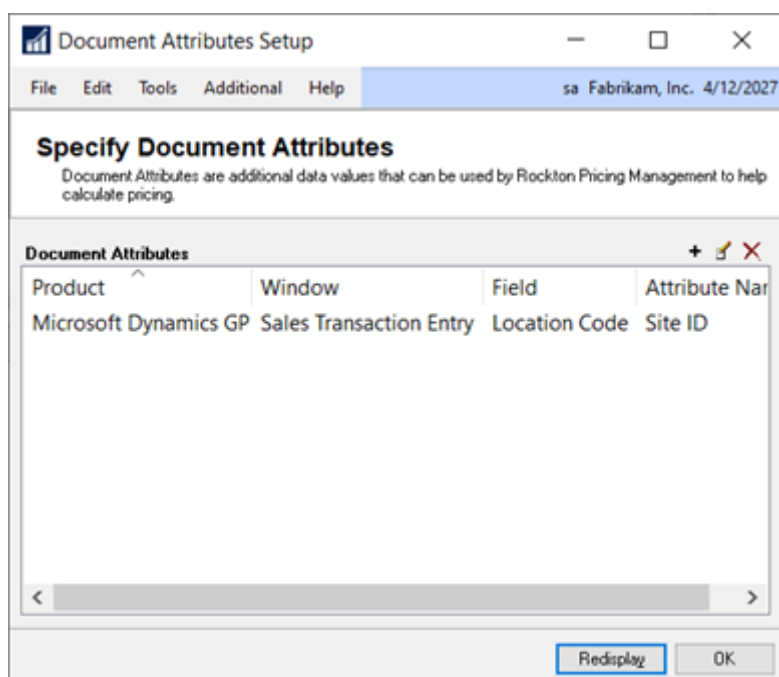 Document Attributes Setup
File Edit Tools Additional Help sa Fabrikam, Inc. 4/12/2027
Specify Document Attributes
Document Attributes are additional data values that can be used by Rockton Pricing Management to help
calculate pricing.
Document Attributes
Product Window Field Attribute Nar
Microsoft Dynamics GP Sales Transaction Entry Location Code Site ID
Redisplay OK